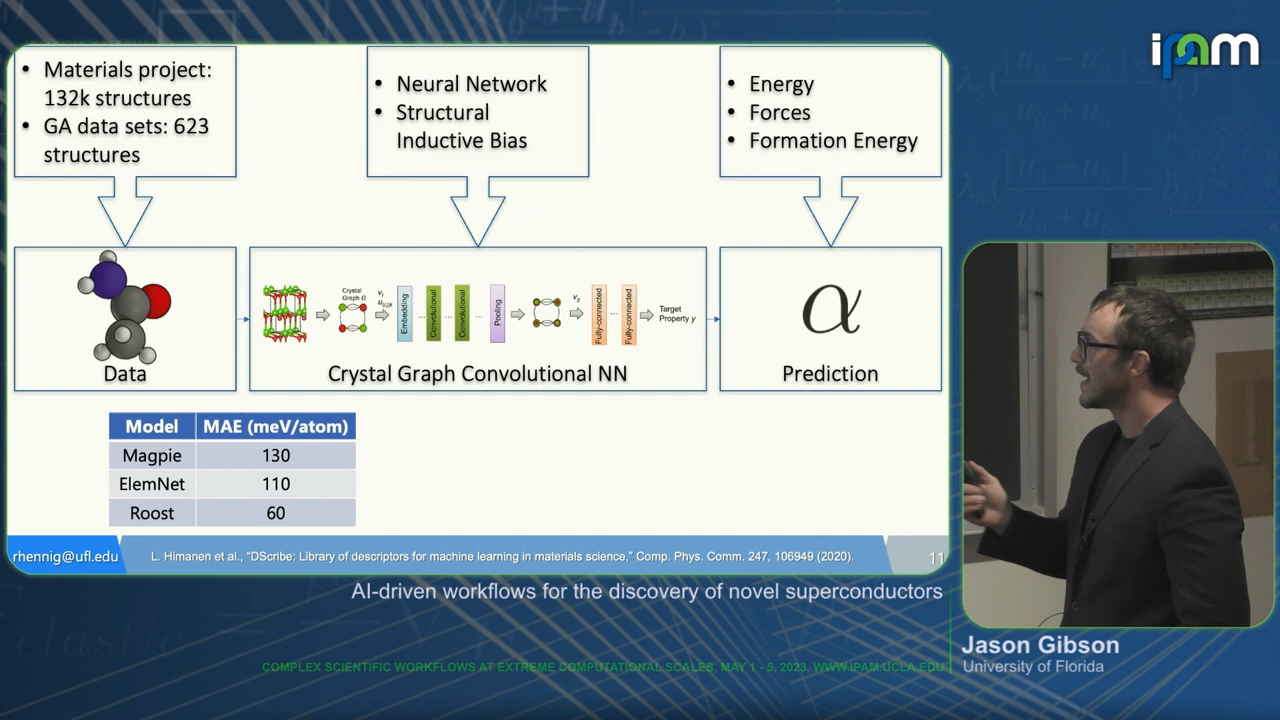 ipam
• Materials project:
132k structures
• GA data sets: 623
structures
• Neural Network
• Structural
Inductive Bias
• Energy
• Forces
• Formation Energy
Data
Crystal
Graph G
Embedding
...
Convolutional
Convolutional
...
Pooling
Fully-connected
...
Fully-connected
Target
Property y
Crystal Graph Convolutional NN
α
Prediction
Model MAE (meV/atom)
Magpie 130
ElemNet 110
Roost 60
rhennig@ufl.edu
L. Himanen et al., “DScribe: Library of descriptors for machine learning in materials science,” Comp. Phys. Comm. 247, 106949 (2020).
11
AI-driven workflows for the discovery of novel superconductors
Jason Gibson
University of Florida
COMPLEX SCIENTIFIC WORKFLOWS AT EXTREME COMPUTATIONAL SCALES, MAY 1 - 5, 2023, WWW.IPAM.UCLA.EDU